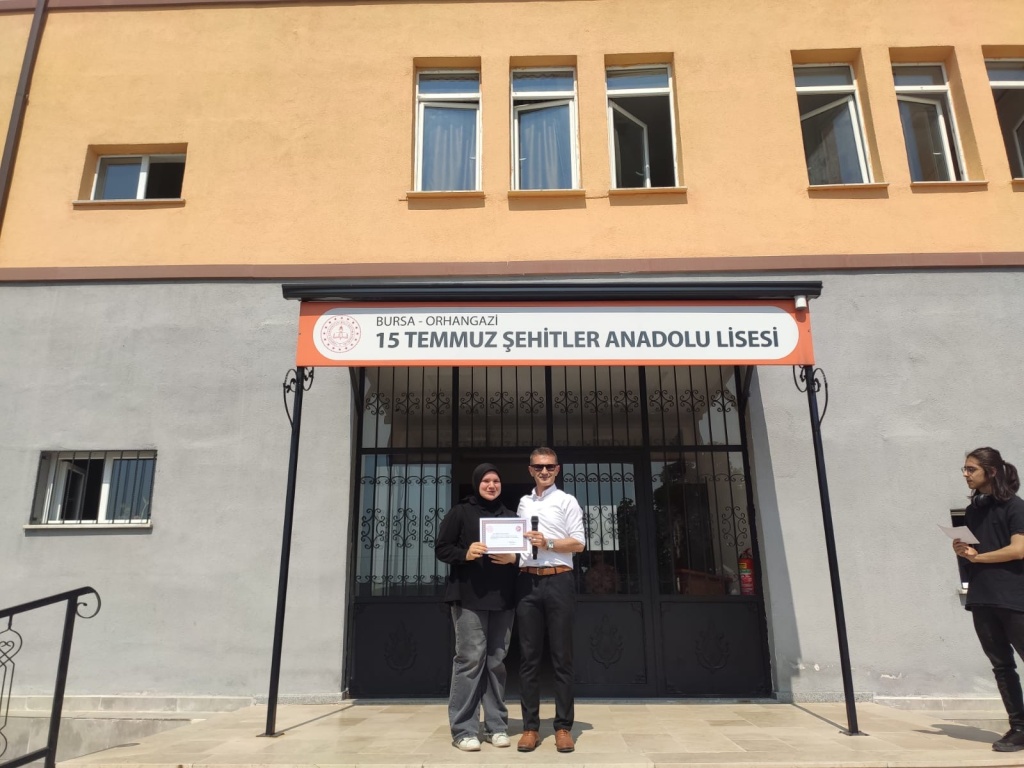 BURSA - ORHANGAZİ
15 TEMMUZ ŞEHİTLER ANADOLU LİSESİ